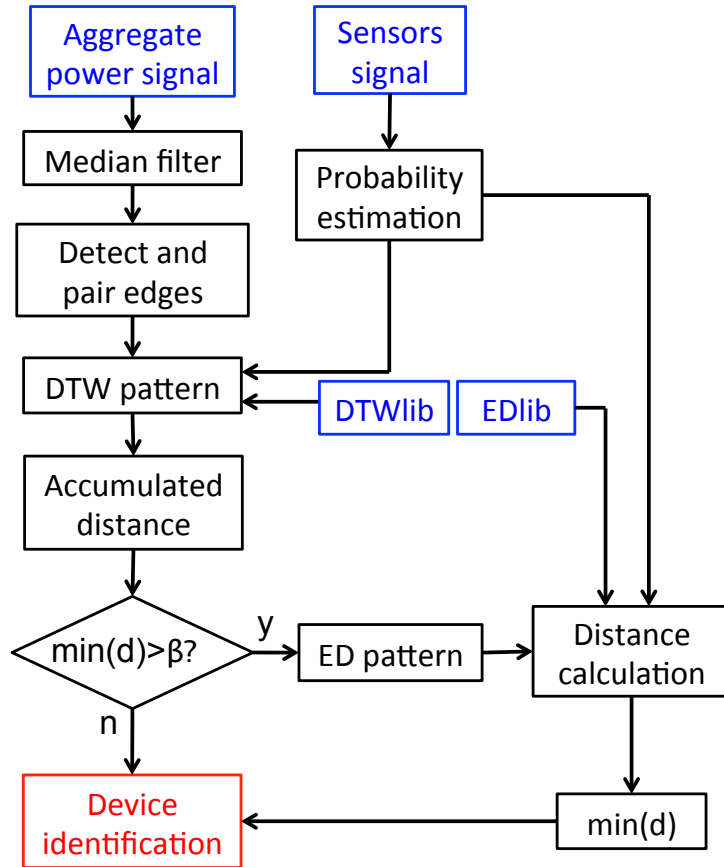 Aggregate
power signal
Sensors
signal
Median filter
Probability
estimation
Detect and
pair edges
DTW pattern
DTWlib
EDlib
Accumulated
distance
min(d)>β?
y
ED pattern
Distance
calculation
n
Device
identification
min(d)